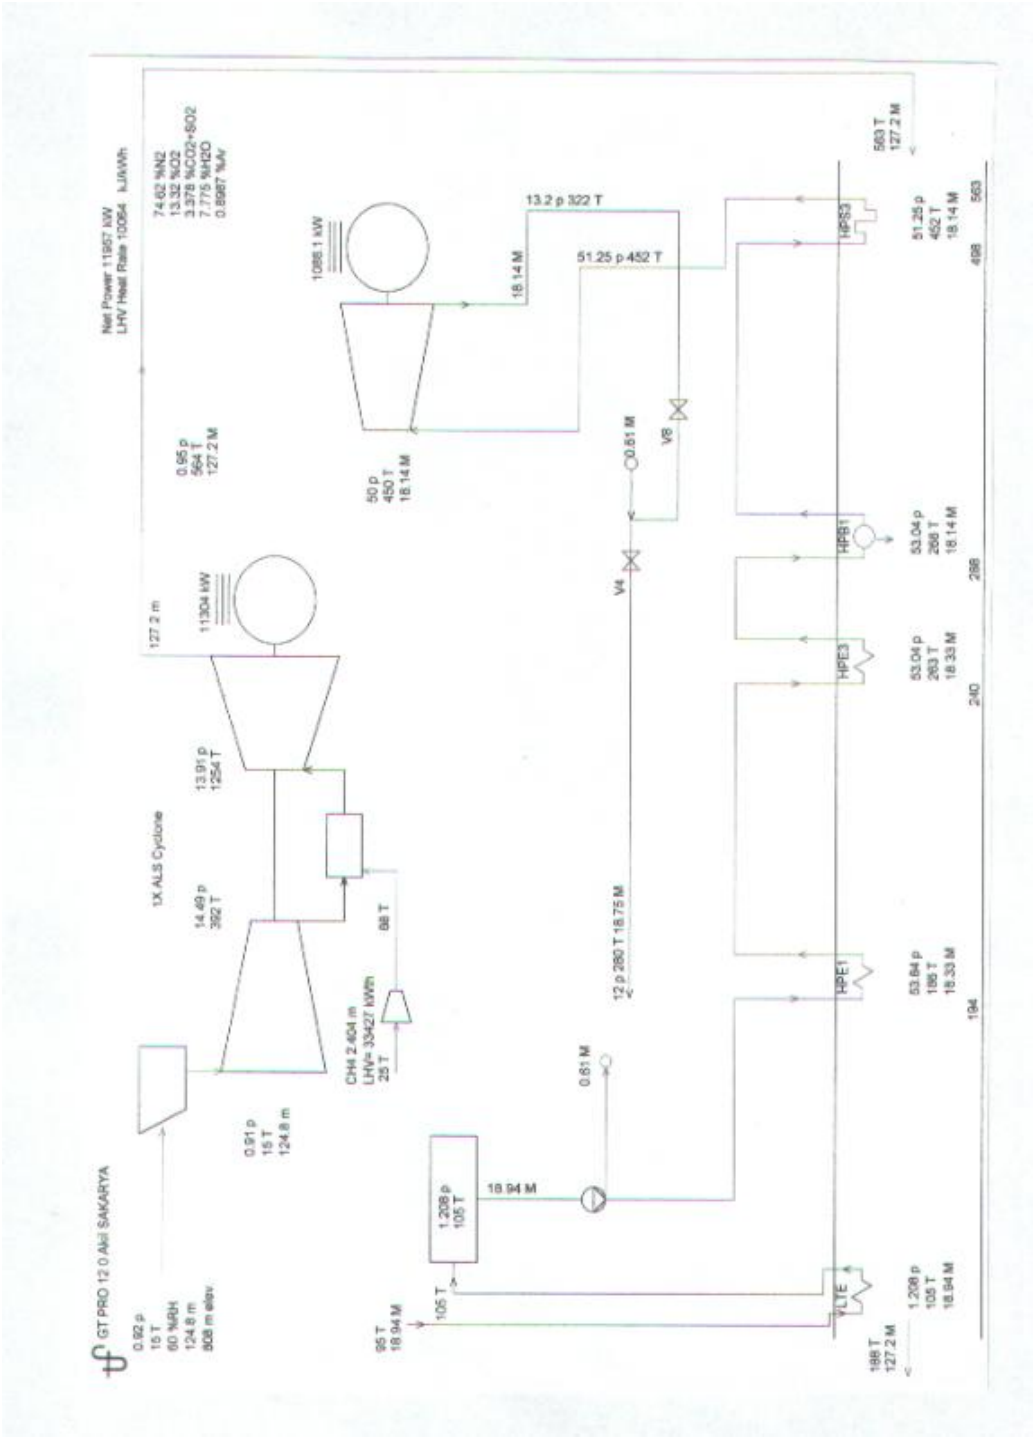 GT PRO 12.0 Akil SAKARYA
Net Power 11957 kW
LHV Heat Rate 10064 kJ/kWh
1X ALS Cyclone
0.92 p
15 T
60 %RH
124.8 m
808 m elev.
0.91 p
15 T
124.8 m
14.49 p
392 T
13.91 p
1254 T
11304 kW
127.2 m
0.95 p
564 T
127.2 M
74.62 %N2
13.32 %O2
3.378 %CO2+SO2
7.775 %H2O
0.8987 %Ar
CH4 2.404 m
LHV= 33427 kWth
25 T
88 T
1086.1 kW
50 p
450 T
18.14 M
18.14 M
13.2 p 322 T
51.25 p 452 T
V8
0.61 M
V4
12 p 280 T 18.75 M
0.61 M
1.208 p
105 T
18.94 M
95 T
18.94 M
105 T
LTE
HPE1
HPE3
HPB1
HPS3
563 T
127.2 M
188 T
127.2 M
1.208 p
105 T
18.94 M
53.64 p
186 T
18.33 M
53.04 p
263 T
18.33 M
53.04 p
268 T
18.14 M
51.25 p
452 T
18.14 M
194
240
288
498
563